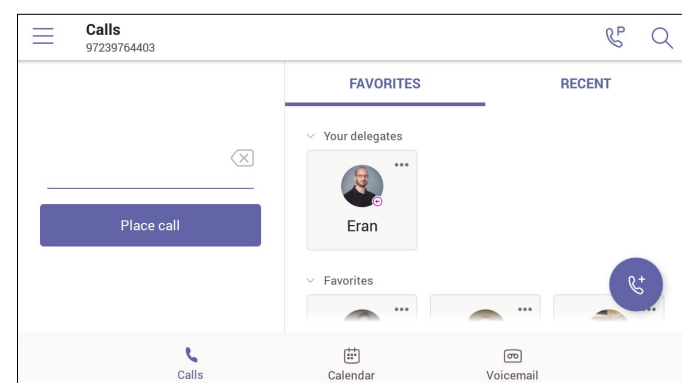 Calls
97239764403
P
FAVORITES
RECENT
Your delegates
Eran
Place call
Favorites
Calls
Calendar
Voicemail